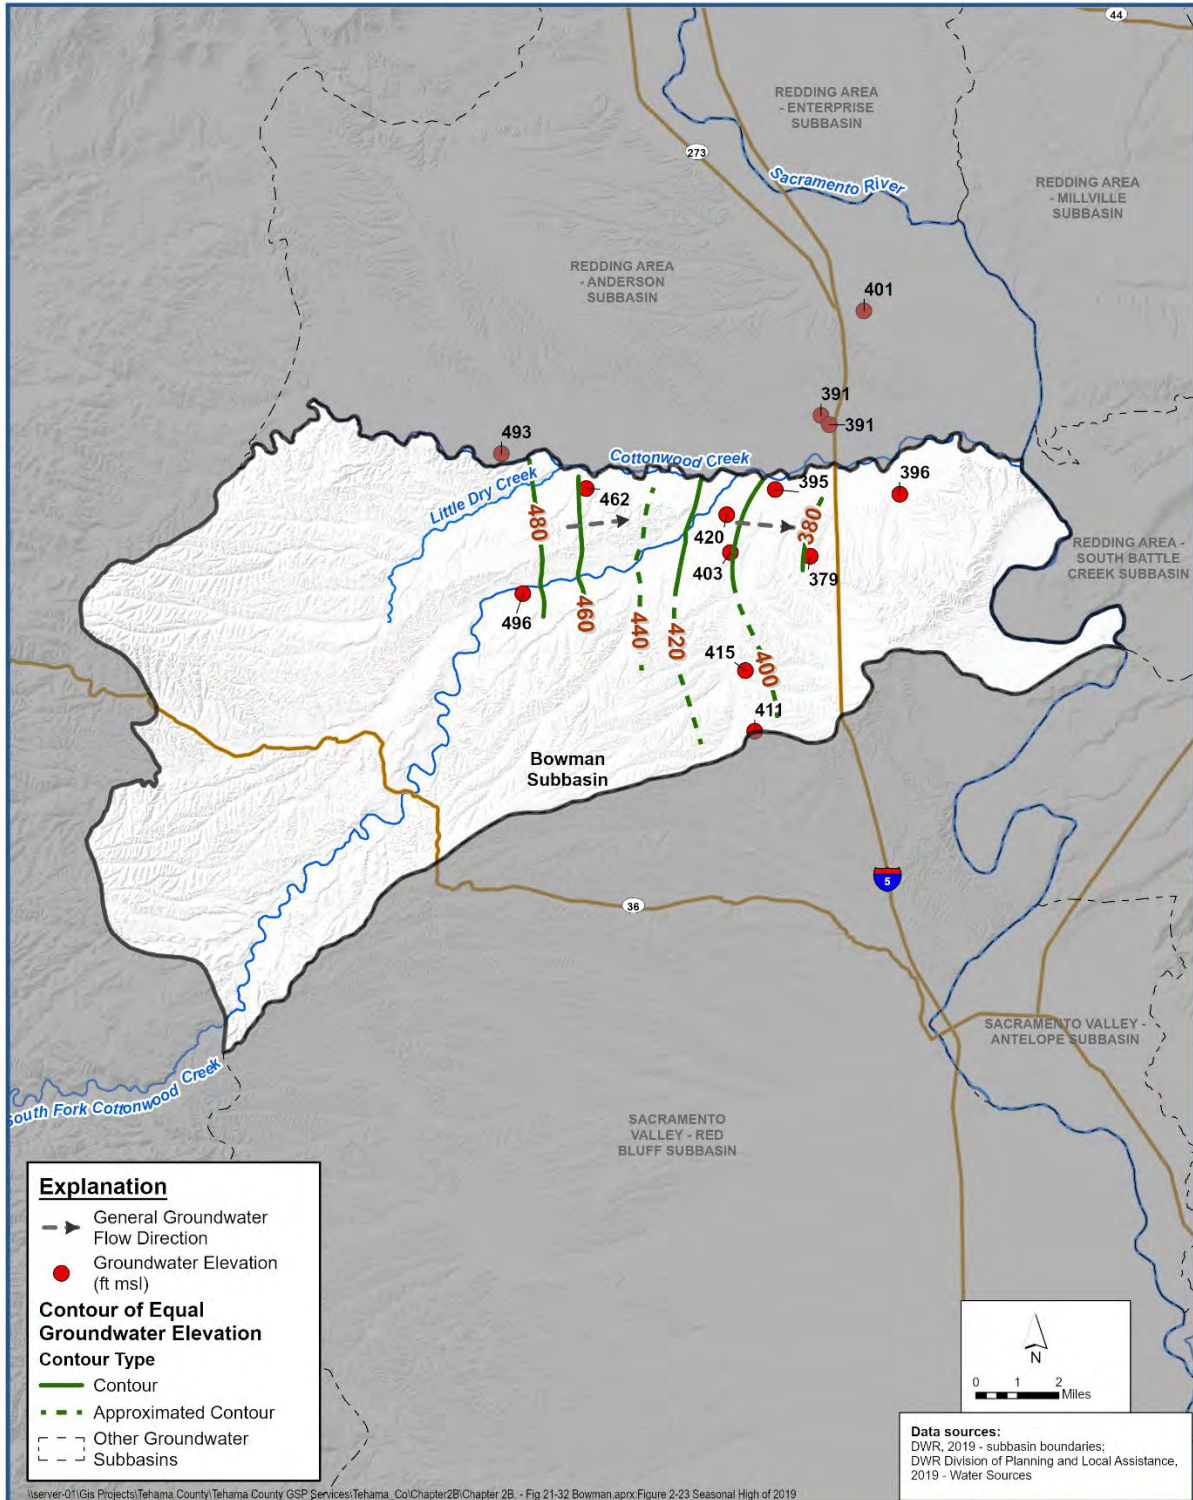 44
REDDING AREA
- ENTERPRISE
SUBBASIN
273
Sacramento River
REDDING AREA
- MILLVILLE
SUBBASIN
REDDING AREA
- ANDERSON
SUBBASIN
401
391
391
493
Cottonwood Creek
Little Dry Creek
462
395
396
480
420
380
403
379
REDDING AREA -
SOUTH BATTLE
CREEK SUBBASIN
496
460
440
420
415
400
411
Bowman
Subbasin
5
36
SACRAMENTO VALLEY -
ANTELOPE SUBBASIN
South Fork Cottonwood Creek
SACRAMENTO
VALLEY - RED
BLUFF SUBBASIN
Explanation
General Groundwater
Flow Direction
Groundwater Elevation
(ft msl)
Contour of Equal
Groundwater Elevation
Contour Type
Contour
Approximated Contour
Other Groundwater
Subbasins
N
0 1 2
Miles
Data sources:
DWR, 2019 - subbasin boundaries;
DWR Division of Planning and Local Assistance,
2019 - Water Sources
\\server-01\Gis Projects\Tehama County\Tehama County GSP Services\Tehama_Co\Chapter2B\Chapter 2B. - Fig 21-32 Bowman.aprx:Figure 2-23 Seasonal High of 2019